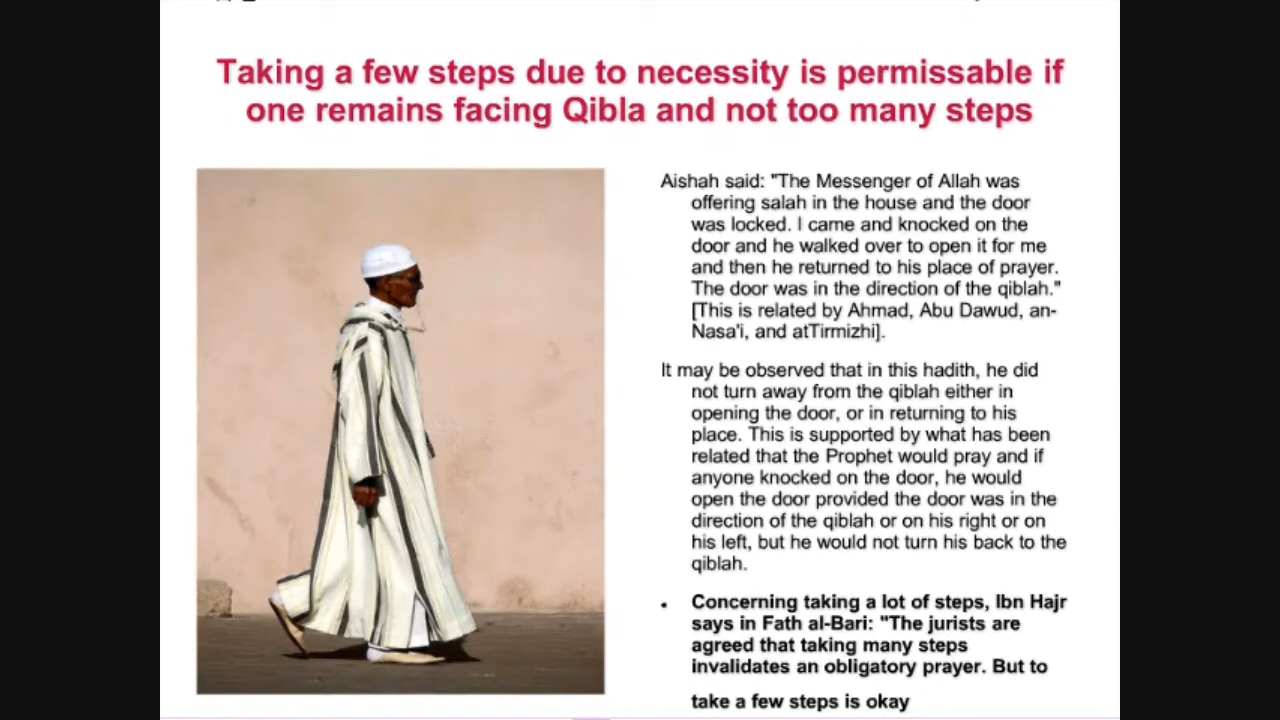 Taking a few steps due to necessity is permissable if
one remains facing Qibla and not too many steps
Aishah said: "The Messenger of Allah was
offering salah in the house and the door
was locked. I came and knocked on the
door and he walked over to open it for me
and then he returned to his place of prayer.
The door was in the direction of the qiblah."
[This is related by Ahmad, Abu Dawud, an-
Nasa'i, and atTirmizhi].
It may be observed that in this hadith, he did
not turn away from the qiblah either in
opening the door, or in returning to his
place. This is supported by what has been
related that the Prophet would pray and if
anyone knocked on the door, he would
open the door provided the door was in the
direction of the qiblah or on his right or on
his left, but he would not turn his back to the
qiblah.
• Concerning taking a lot of steps, Ibn Hajr
says in Fath al-Bari: "The jurists are
agreed that taking many steps
invalidates an obligatory prayer. But to
take a few steps is okay